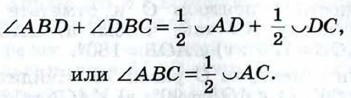 ∠ABD + ∠DBC = 1/2 ◡AD + 1/2 ◡DC,
или ∠ABC = 1/2 ◡AC.